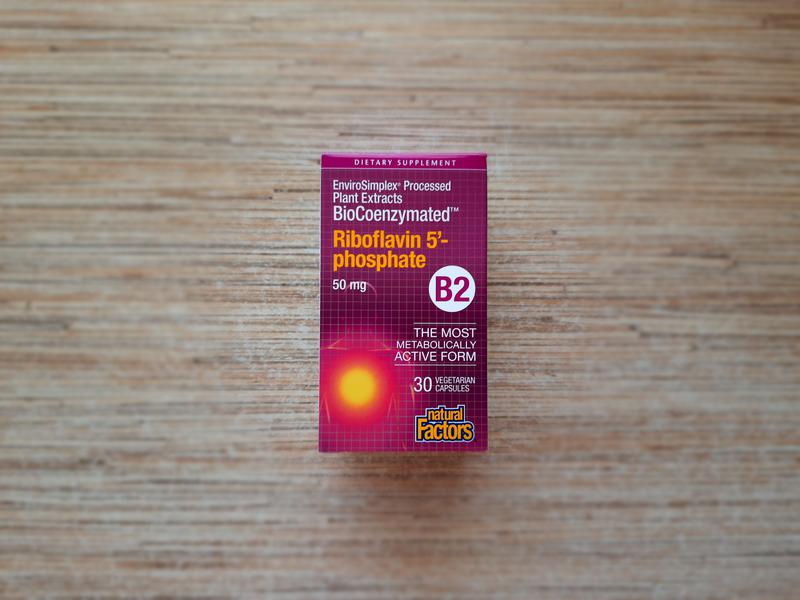 DIETARY SUPPLEMENT
EnviroSimplex® Processed
Plant Extracts
BioCoenzymated™
Riboflavin 5'-
phosphate
50 mg
B2
THE MOST
METABOLICALLY
ACTIVE FORM
30 VEGETARIAN
CAPSULES
natural
Factors